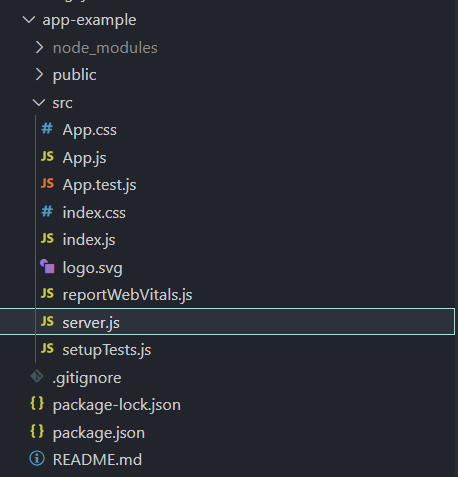 app-example
node_modules
public
src
# App.css
JS App.js
JS App.test.js
# index.css
JS index.js
logo.svg
JS reportWebVitals.js
JS server.js
JS setupTests.js
.gitignore
{} package-lock.json
{} package.json
README.md